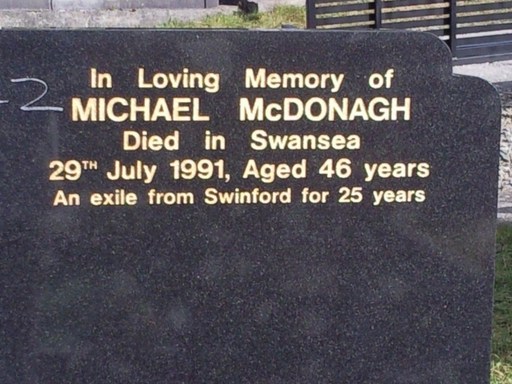 In Loving Memory of
MICHAEL McDONAGH
Died in Swansea
29TH July 1991, Aged 46 years
An exile from Swinford for 25 years
2